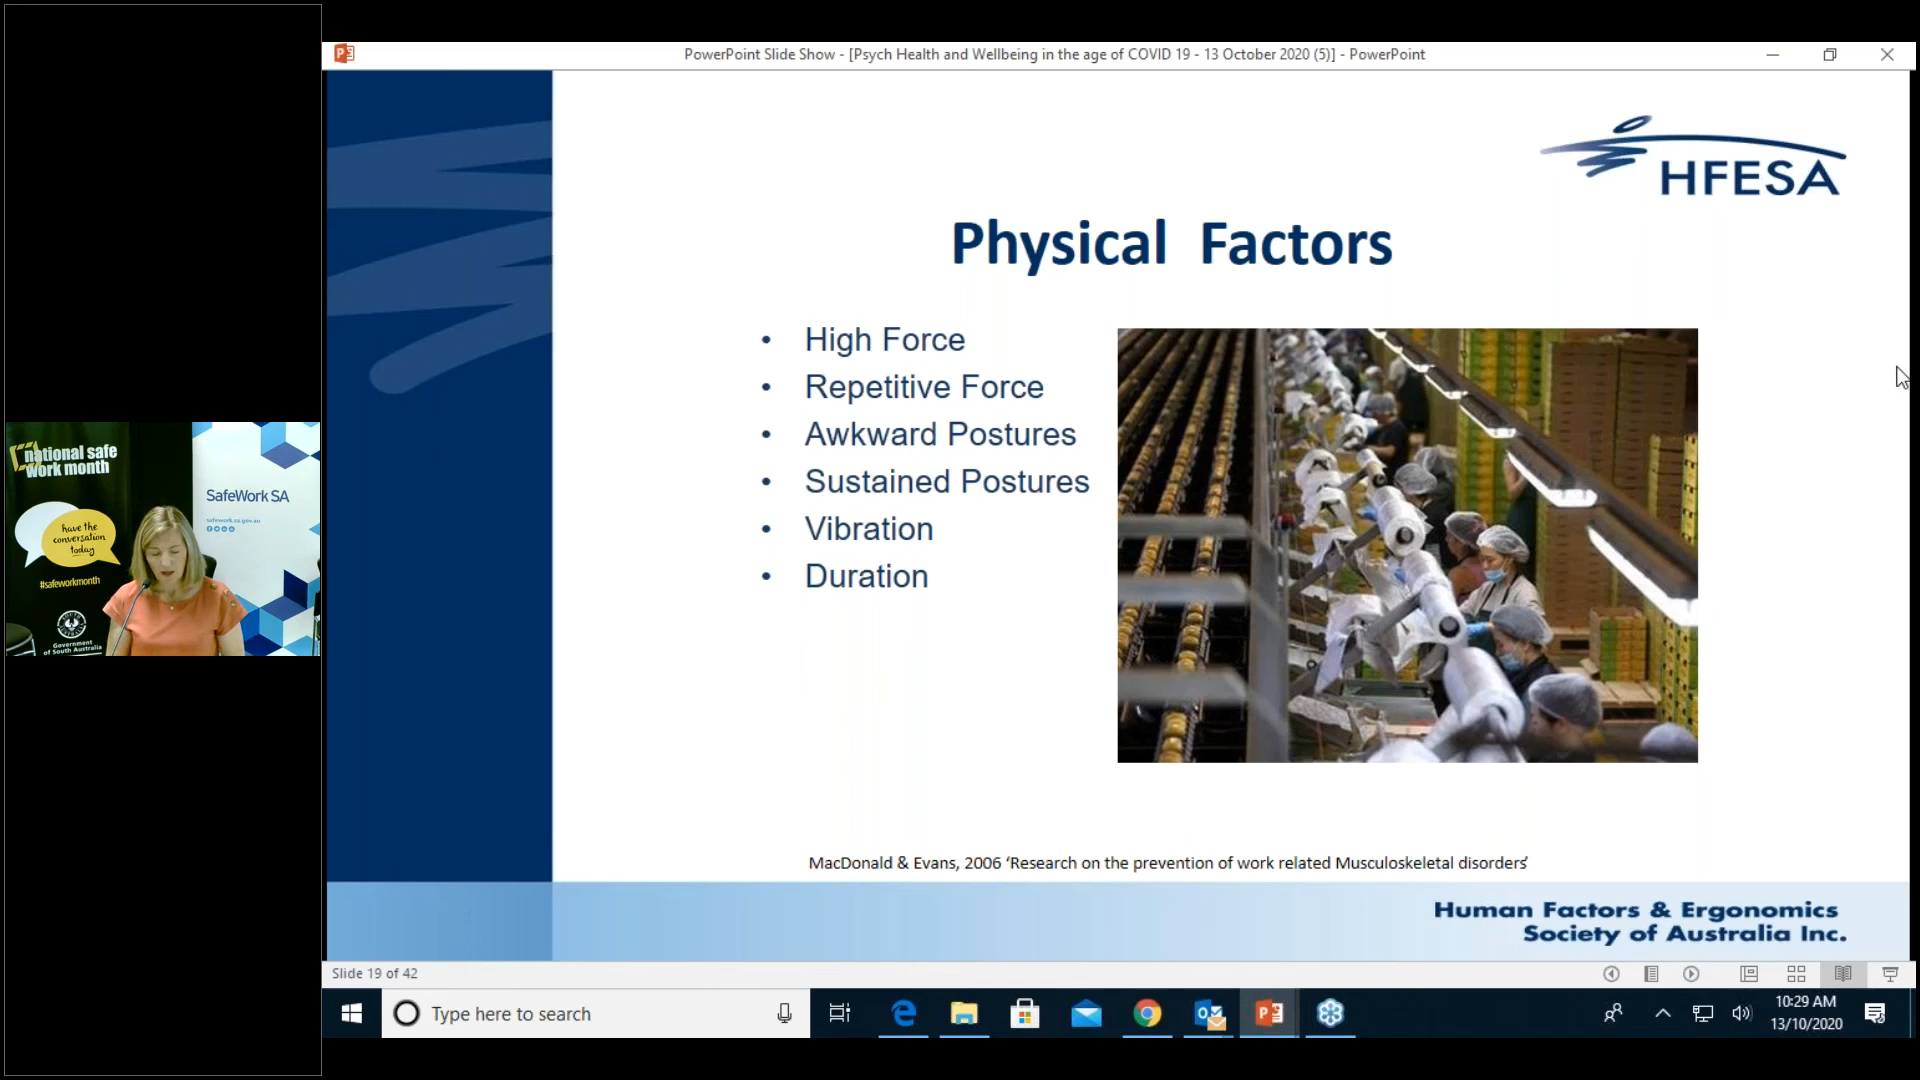 PowerPoint Slide Show - [Psych Health and Wellbeing in the age of COVID 19 - 13 October 2020 (5)] - PowerPoint
HFESA
Physical Factors
• High Force
• Repetitive Force
• Awkward Postures
• Sustained Postures
• Vibration
• Duration
MacDonald & Evans, 2006 ‘Research on the prevention of work related Musculoskeletal disorders’
Human Factors & Ergonomics
Society of Australia Inc.
national safe
work month
have the
conversation
today
#safeworkmonth
Government
of South Australia
SafeWork SA
safework.sa.gov.au
Slide 19 of 42
Type here to search
10:29 AM
13/10/2020